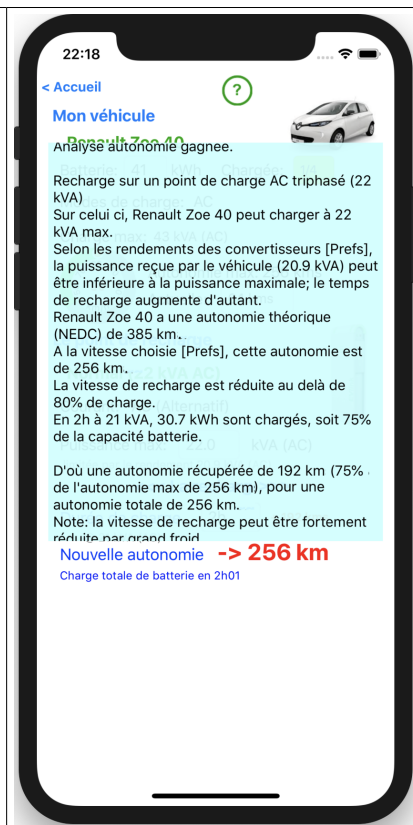 22:18
< Accueil
?
Mon véhicule
Renault Zoe 40
Analyse autonomie gagnee.
Recharge sur un point de charge AC triphasé (22
kVA)
Sur celui ci, Renault Zoe 40 peut charger à 22
kVA max.
Selon les rendements des convertisseurs [Prefs],
la puissance reçue par le véhicule (20.9 kVA) peut
être inférieure à la puissance maximale; le temps
de recharge augmente d'autant.
Renault Zoe 40 a une autonomie théorique
(NEDC) de 385 km.
A la vitesse choisie [Prefs], cette autonomie est
de 256 km.
La vitesse de recharge est réduite au delà de
80% de charge.
En 2h à 21 kVA, 30.7 kWh sont chargés, soit 75%
de la capacité batterie.
D'où une autonomie récupérée de 192 km (75%
de l'autonomie max de 256 km), pour une
autonomie totale de 256 km.
Note: la vitesse de recharge peut être fortement
réduite par grand froid
Nouvelle autonomie -> 256 km
Charge totale de batterie en 2h01